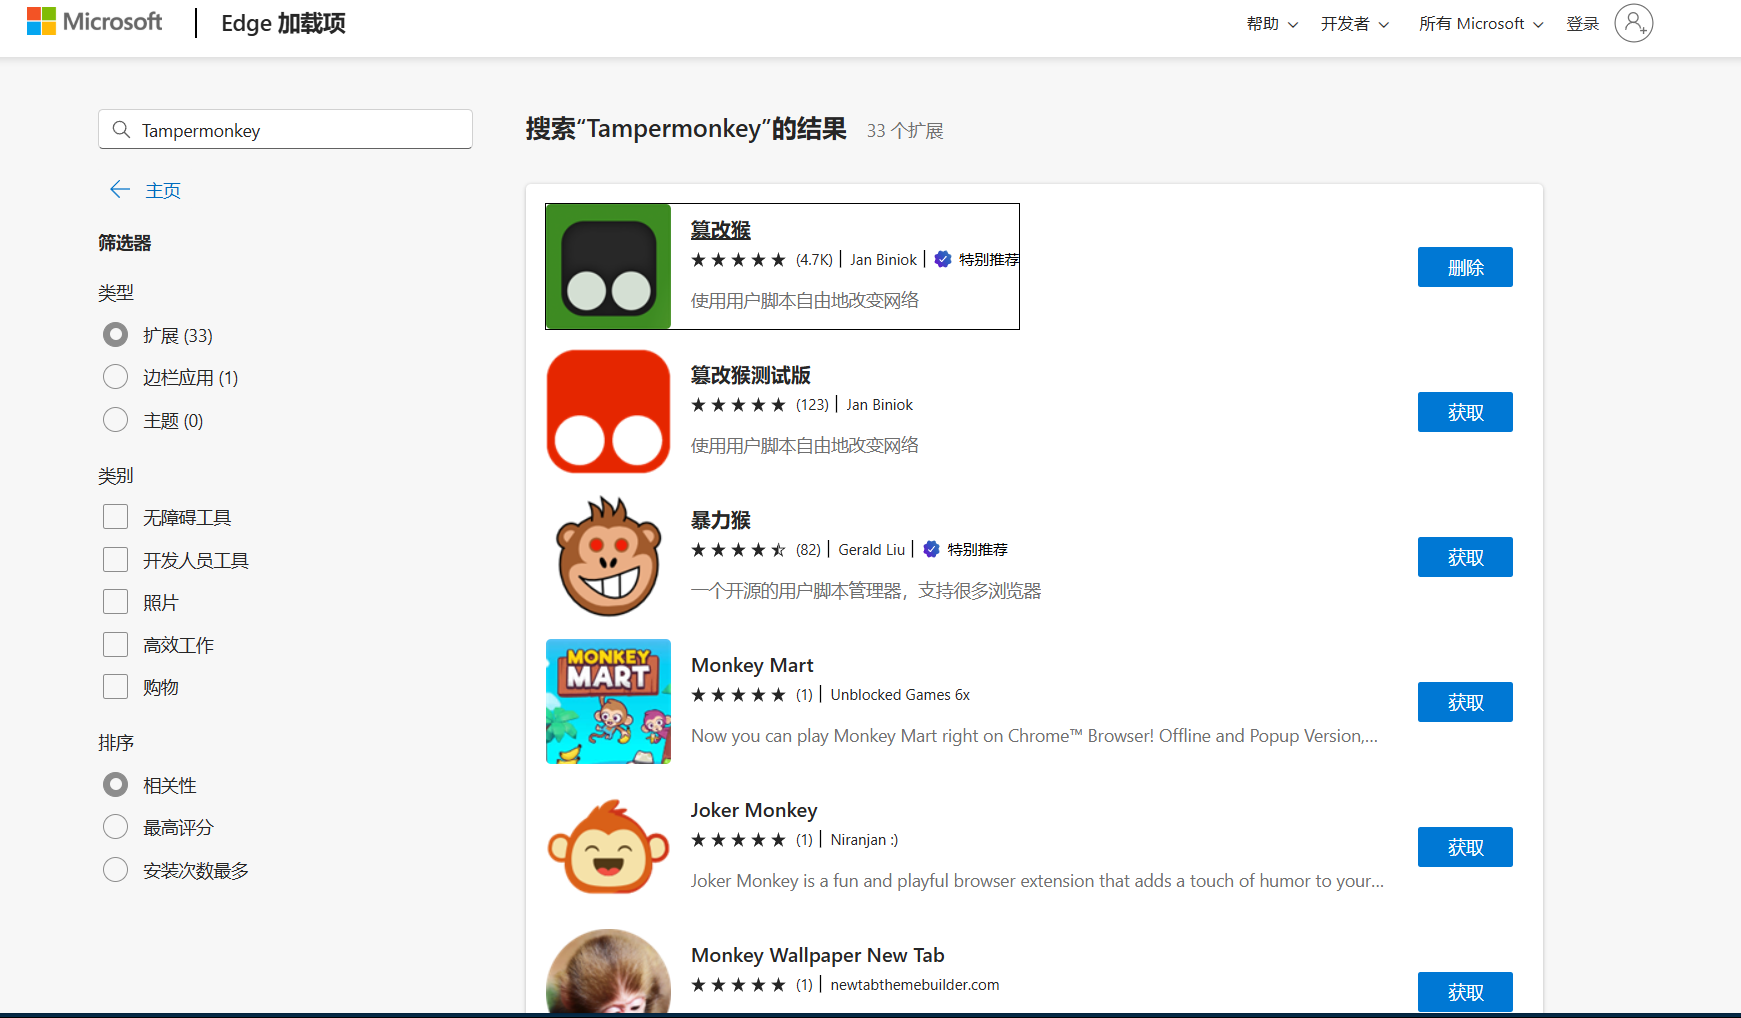 Microsoft
Edge 加载项
帮助
开发者
所有 Microsoft
登录
Tampermonkey
主页
筛选器
类型
扩展 (33)
边栏应用 (1)
主题 (0)
类别
无障碍工具
开发人员工具
照片
高效工作
购物
排序
相关性
最高评分
安装次数最多
搜索“Tampermonkey”的结果
33 个扩展
篡改猴
(4.7K) | Jan Biniok | 特别推荐
使用用户脚本自由地改变网络
删除
篡改猴测试版
(123) | Jan Biniok
使用用户脚本自由地改变网络
获取
暴力猴
(82) | Gerald Liu | 特别推荐
一个开源的用户脚本管理器，支持很多浏览器
获取
MONKEY
MART
Monkey Mart
(1) | Unblocked Games 6x
Now you can play Monkey Mart right on Chrome™ Browser! Offline and Popup Version,...
获取
Joker Monkey
(1) | Niranjan :)
Joker Monkey is a fun and playful browser extension that adds a touch of humor to your...
获取
Monkey Wallpaper New Tab
(1) | newtabthemebuilder.com
获取